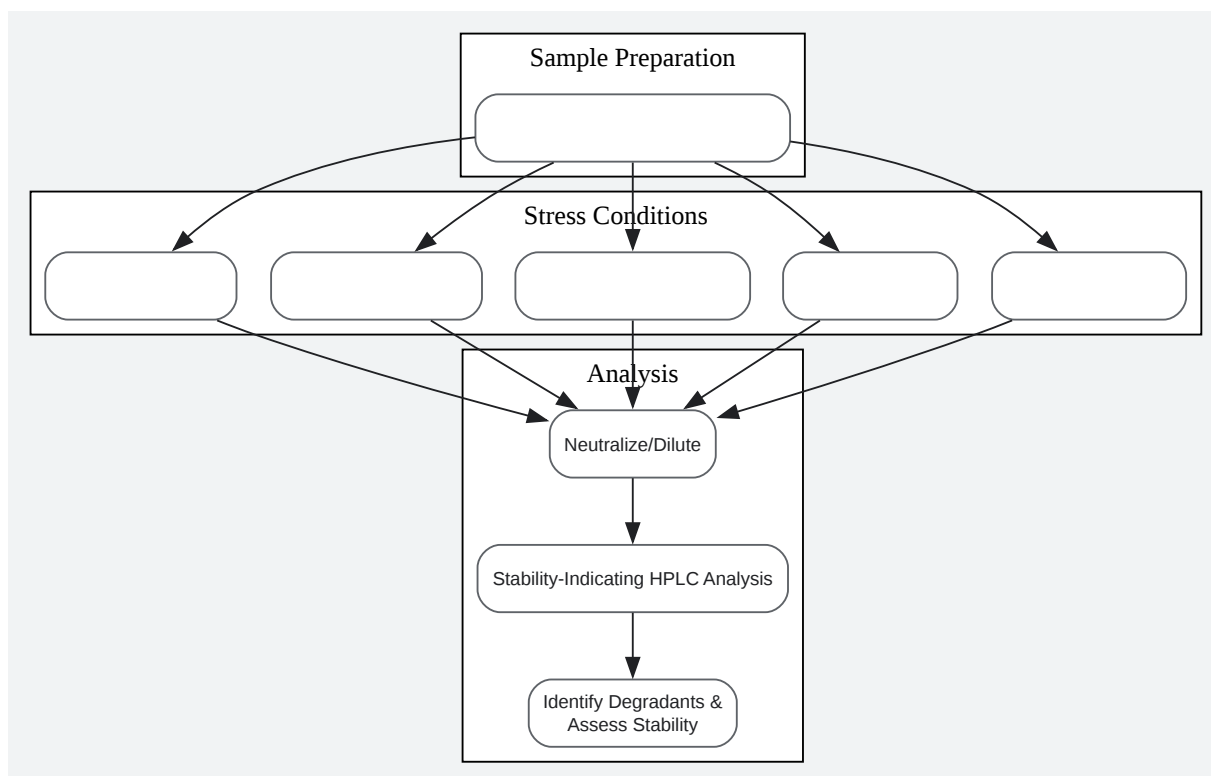 Sample Preparation
Stress Conditions
Analysis
Neutralize/Dilute
Stability-Indicating HPLC Analysis
Identify Degradants &
Assess Stability